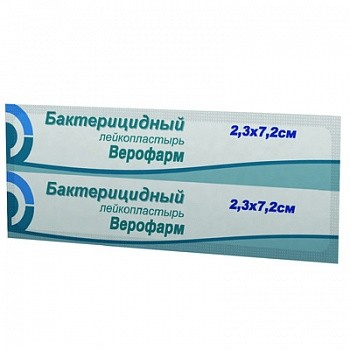 Бактерицидный
лейкопластырь
Верофарм
2,3х7,2см
Бактерицидный
лейкопластырь
Верофарм
2,3х7,2см